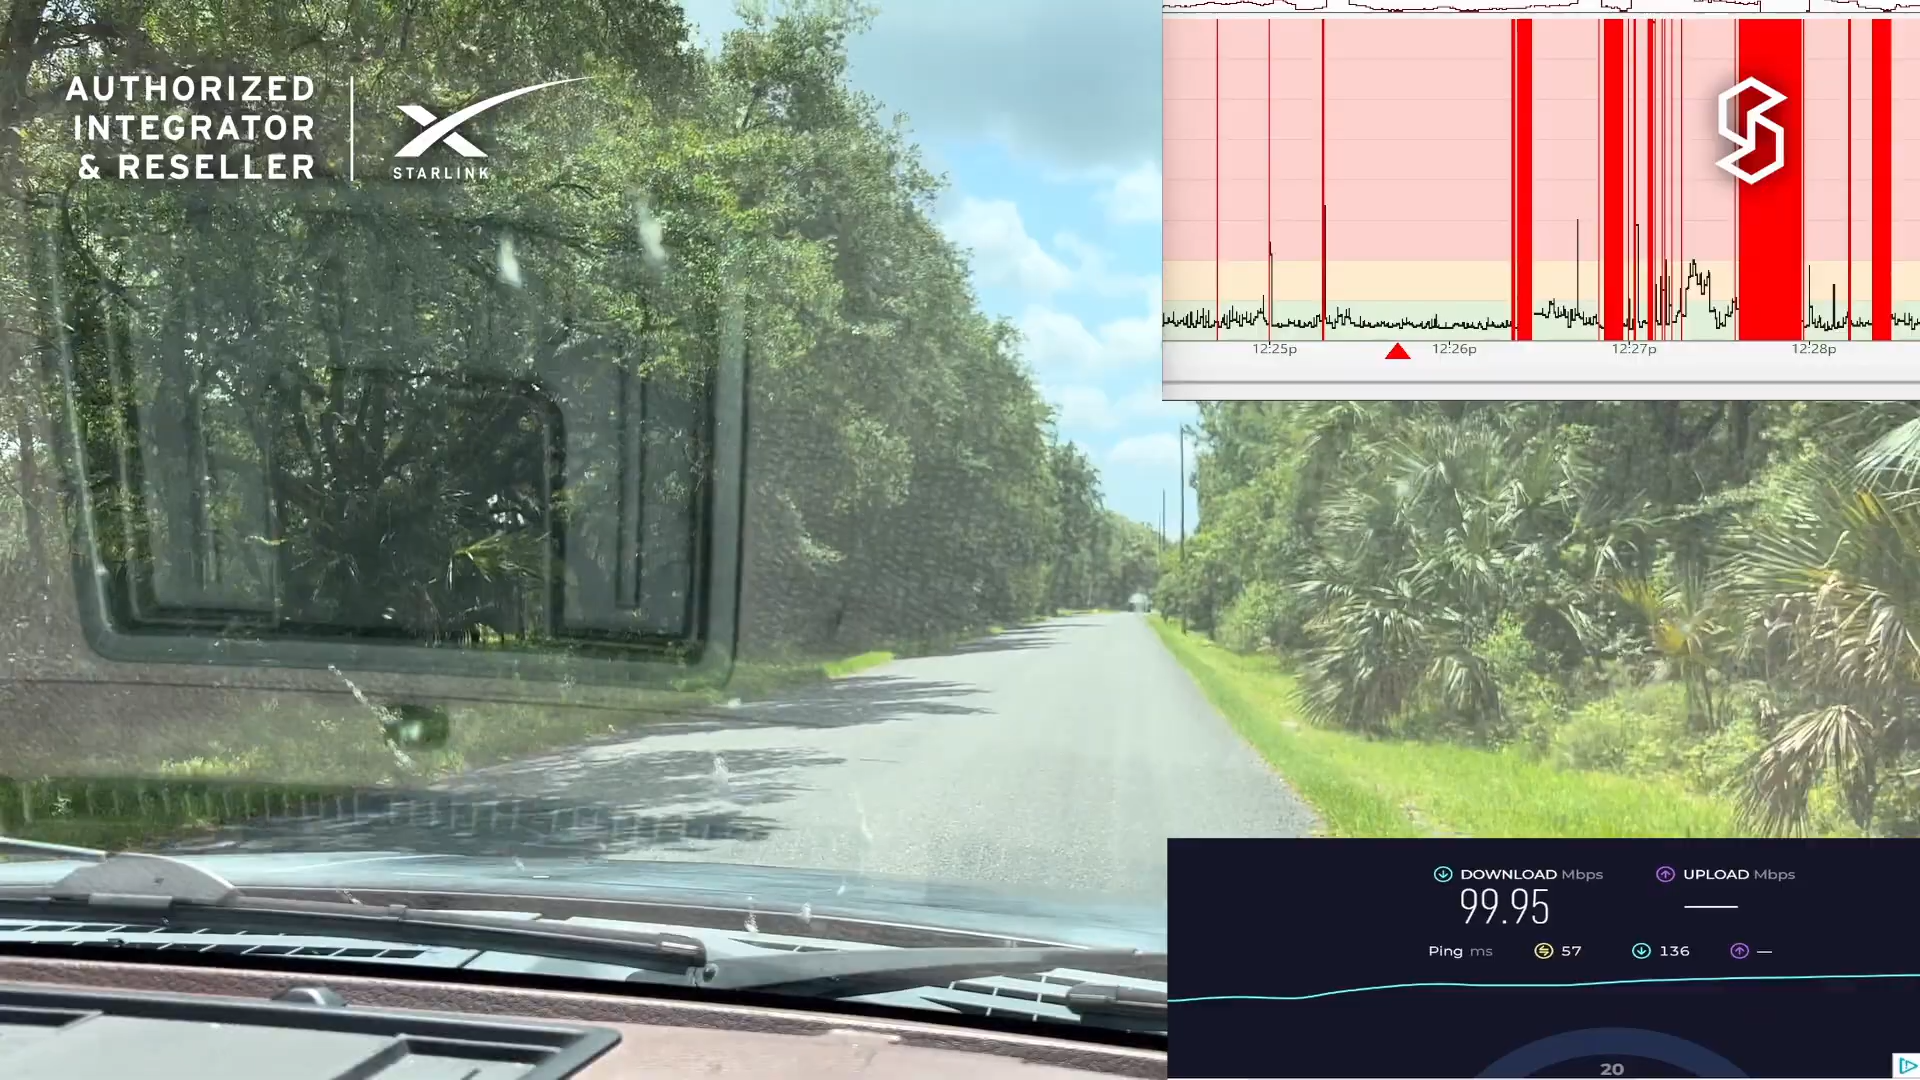 AUTHORIZED
INTEGRATOR
& RESELLER
STARLINK
12:25p 12:26p 12:27p 12:28p
DOWNLOAD Mbps
99.95
UPLOAD Mbps
—
Ping ms 57 136 —
20